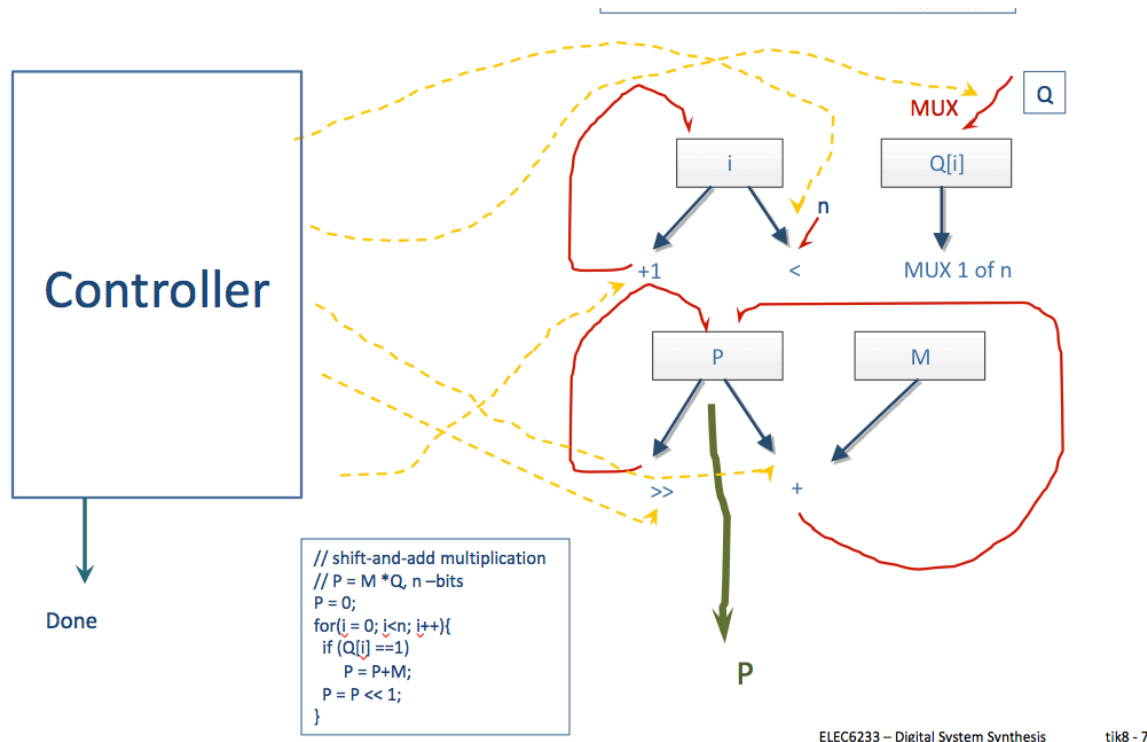 Q
MUX
i
Q[i]
n
+1
<
MUX 1 of n
Controller
P
M
>>
+
// shift-and-add multiplication
// P = M *Q, n –bits
P = 0;
for(i = 0; i<n; i++){
if (Q[i] ==1)
P = P+M;
P = P << 1;
}
Done
P
ELEC6233 – Digital System Synthesis
tik8 - 7